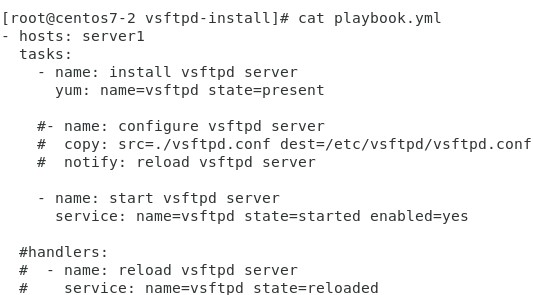 [root@centos7-2 vsftpd-install]# cat playbook.yml
- hosts: server1
  tasks:
    - name: install vsftpd server
      yum: name=vsftpd state=present

    #- name: configure vsftpd server
    #  copy: src=./vsftpd.conf dest=/etc/vsftpd/vsftpd.conf
    #  notify: reload vsftpd server

    - name: start vsftpd server
      service: name=vsftpd state=started enabled=yes

  #handlers:
  #  - name: reload vsftpd server
  #    service: name=vsftpd state=reloaded